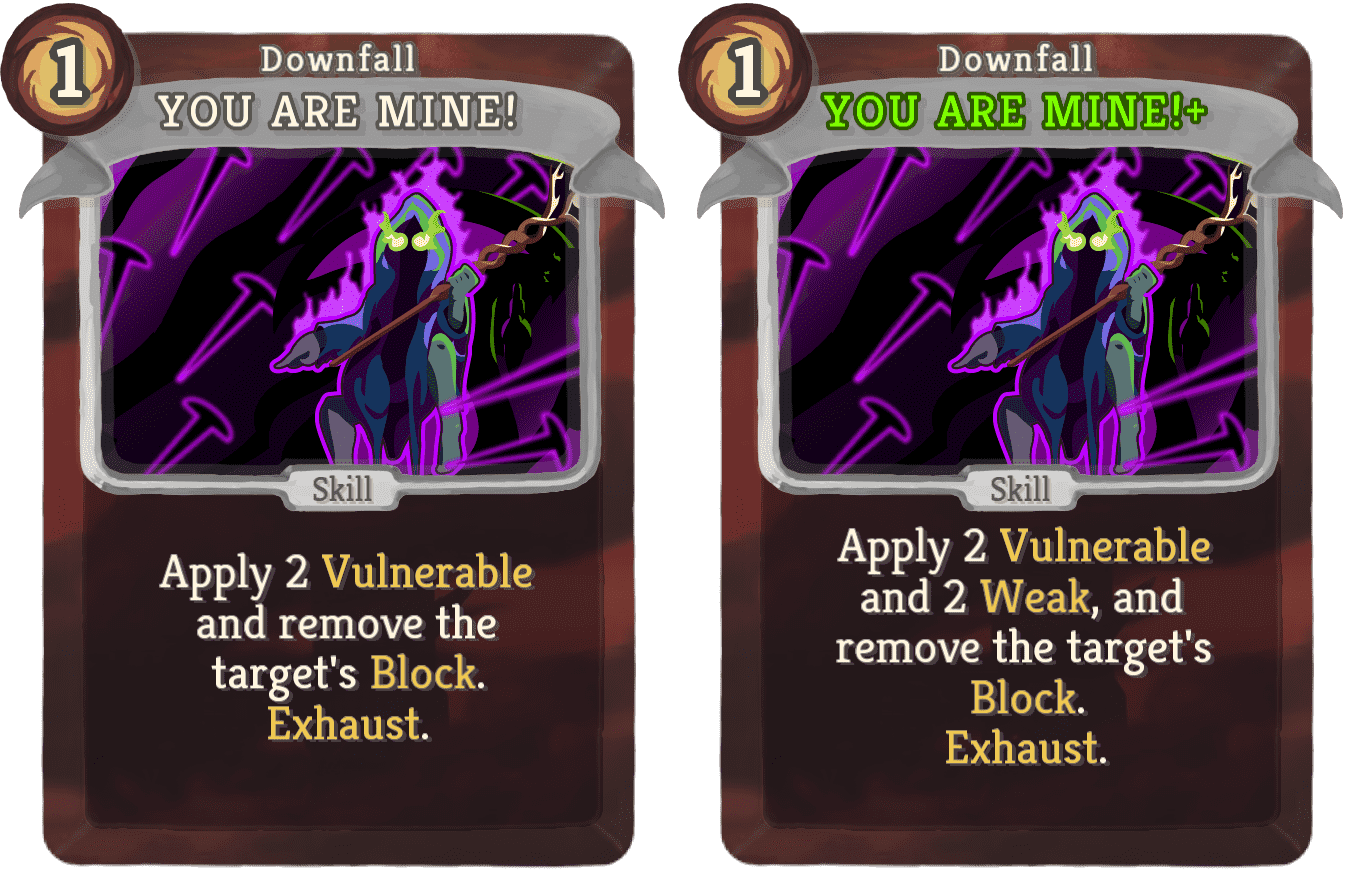 1
Downfall
YOU ARE MINE!
Skill
Apply 2 Vulnerable
and remove the
target's Block.
Exhaust.
1
Downfall
YOU ARE MINE!+
Skill
Apply 2 Vulnerable
and 2 Weak, and
remove the target's
Block.
Exhaust.